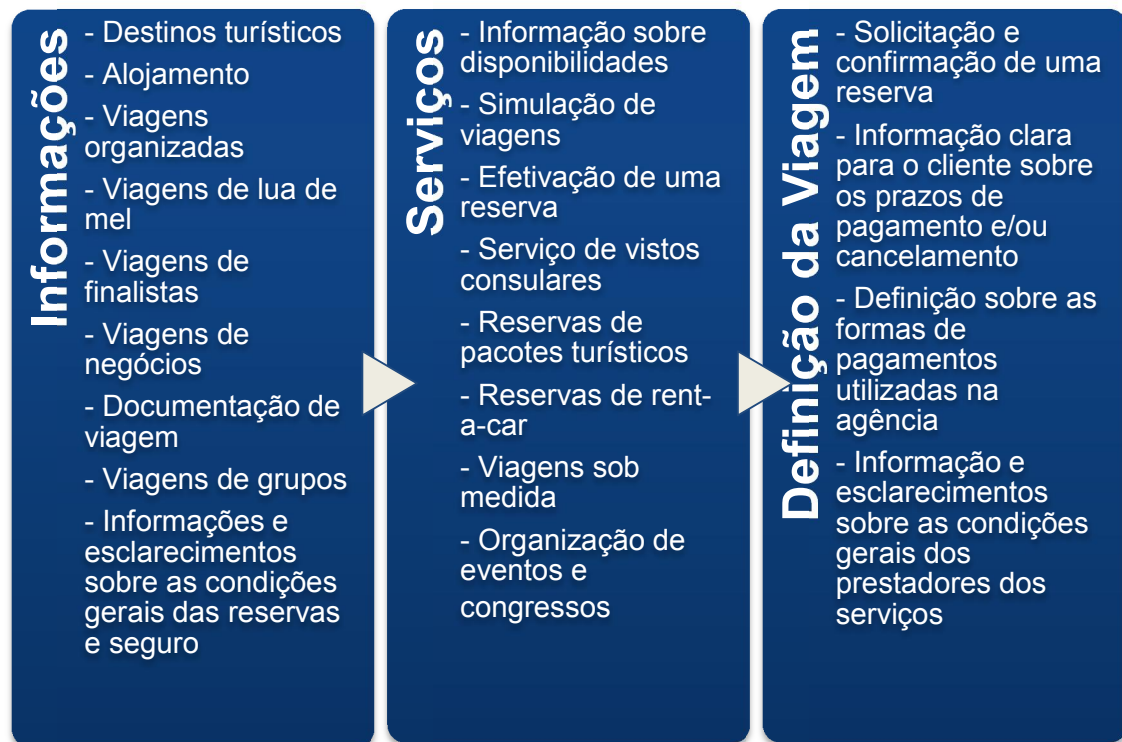 Informações
- Destinos turísticos
- Alojamento
- Viagens
organizadas
- Viagens de lua de
mel
- Viagens de
finalistas
- Viagens de
negócios
- Documentação de
viagem
- Viagens de grupos
- Informações e
esclarecimentos
sobre as condições
gerais das reservas
e seguro
Serviços
- Informação sobre
disponibilidades
- Simulação de
viagens
- Efetivação de uma
reserva
- Serviço de vistos
consulares
- Reservas de
pacotes turísticos
- Reservas de rent-
a-car
- Viagens sob
medida
- Organização de
eventos e
congressos
Definição da Viagem
- Solicitação e
confirmação de uma
reserva
- Informação clara
para o cliente sobre
os prazos de
pagamento e/ou
cancelamento
- Definição sobre as
formas de
pagamentos
utilizadas na
agência
- Informação e
esclarecimentos
sobre as condições
gerais dos
prestadores dos
serviços